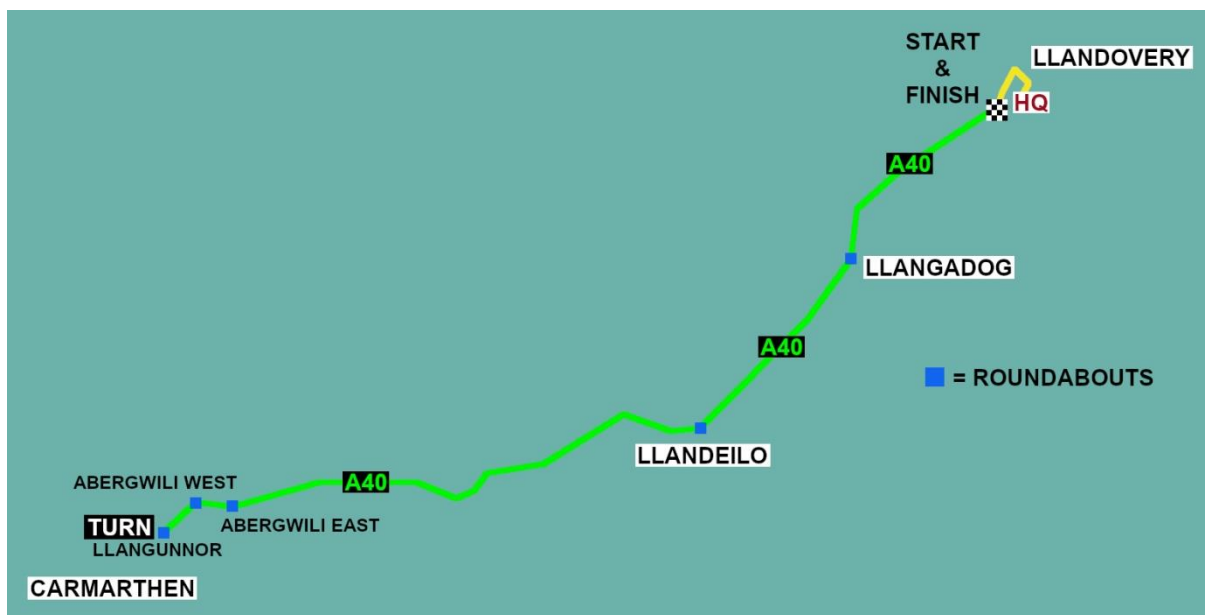 START
&
FINISH
LLANDOVERY
HQ
A40
LLANGADOG
A40
= ROUNDABOUTS
LLANDEILO
ABERGWILI WEST
A40
TURN
ABERGWILI EAST
LLANGUNNOR
CARMARTHEN